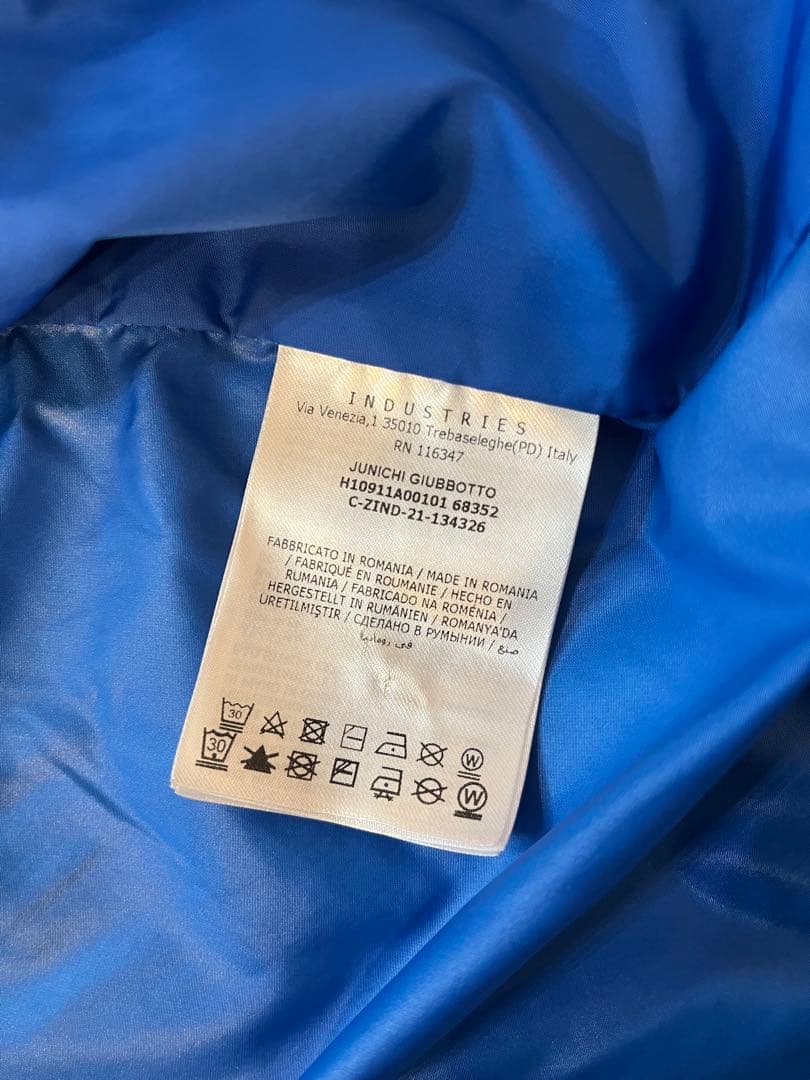 INDUSTRIES
Via Venezia,1 35010 Trebaseleghe(PD) Italy
RN 116347
JUNICHI GIUBBOTTO
H10911A00101 68352
C-ZIND-21-134326
FABBRICATO IN ROMANIA / MADE IN ROMANIA
/ FABRIQUÉ EN ROUMANIE / HECHO EN
RUMANIA / FABRICADO NA ROMÉNIA /
HERGESTELLT IN RUMÄNIEN / ROMANYA'DA
URETILMIŞTIR / СДЕЛАНО В РУМЫНИИ / صنع
في رومانيا
30
W
30
W